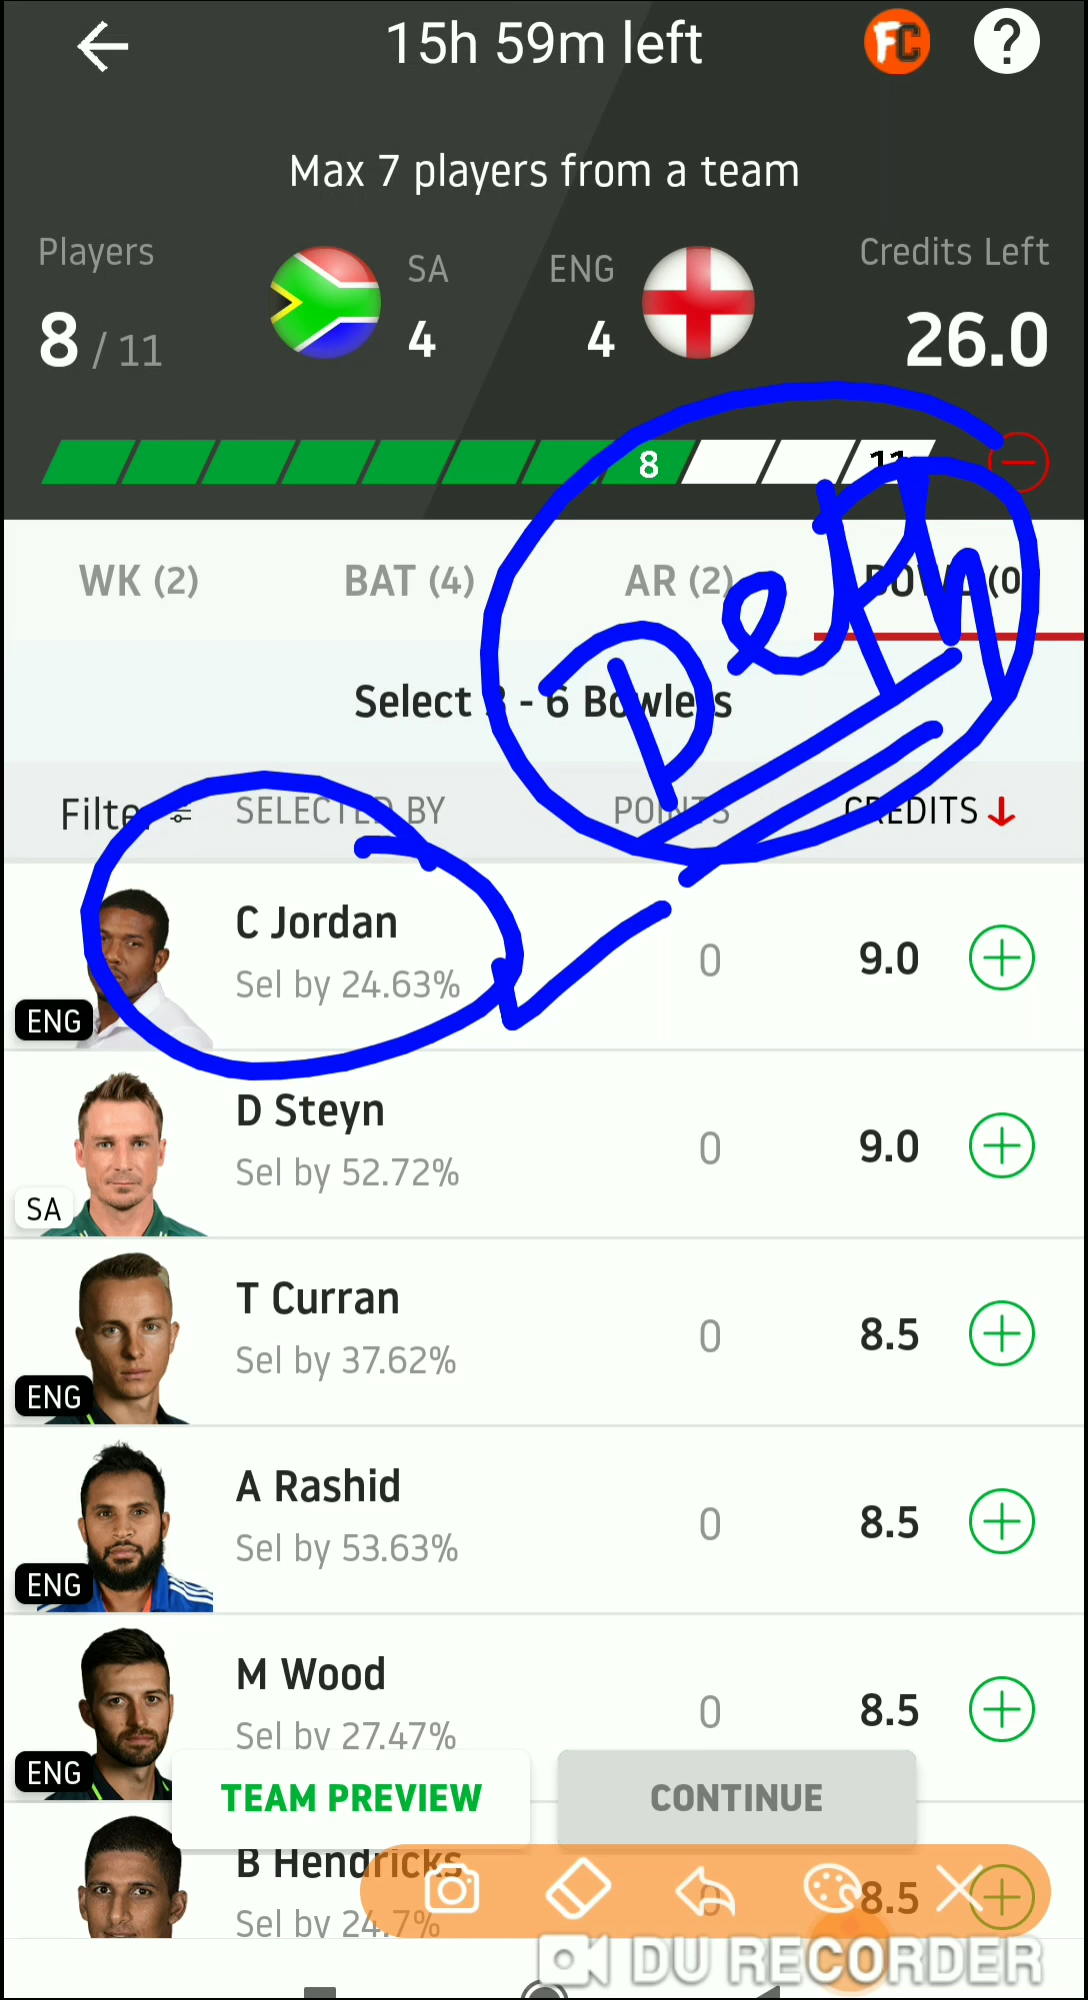 15h 59m left
FC
?
Max 7 players from a team
Players
SA
ENG
Credits Left
8 / 11
4
4
26.0
8
11
WK (2)
BAT (4)
AR (2)
Select - 6 Bowlers
Filter
SELECTED BY
POINTS
CREDITS
C Jordan
Sel by 24.63%
0
9.0
ENG
D Steyn
Sel by 52.72%
0
9.0
SA
T Curran
Sel by 37.62%
0
8.5
ENG
A Rashid
Sel by 53.63%
0
8.5
ENG
M Wood
Sel by 27.47%
0
8.5
ENG
TEAM PREVIEW
CONTINUE
B Hendricks
Sel by 24.7%
0
8.5
DU RECORDER